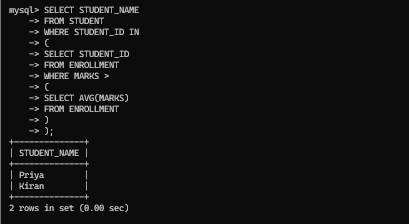 mysql> SELECT STUDENT_NAME
    -> FROM STUDENT
    -> WHERE STUDENT_ID IN
    -> (
    -> SELECT STUDENT_ID
    -> FROM ENROLLMENT
    -> WHERE MARKS >
    -> (
    -> SELECT AVG(MARKS)
    -> FROM ENROLLMENT
    -> )
    -> );
+--------------+
| STUDENT_NAME |
+--------------+
| Priya        |
| Kiran        |
+--------------+
2 rows in set (0.00 sec)